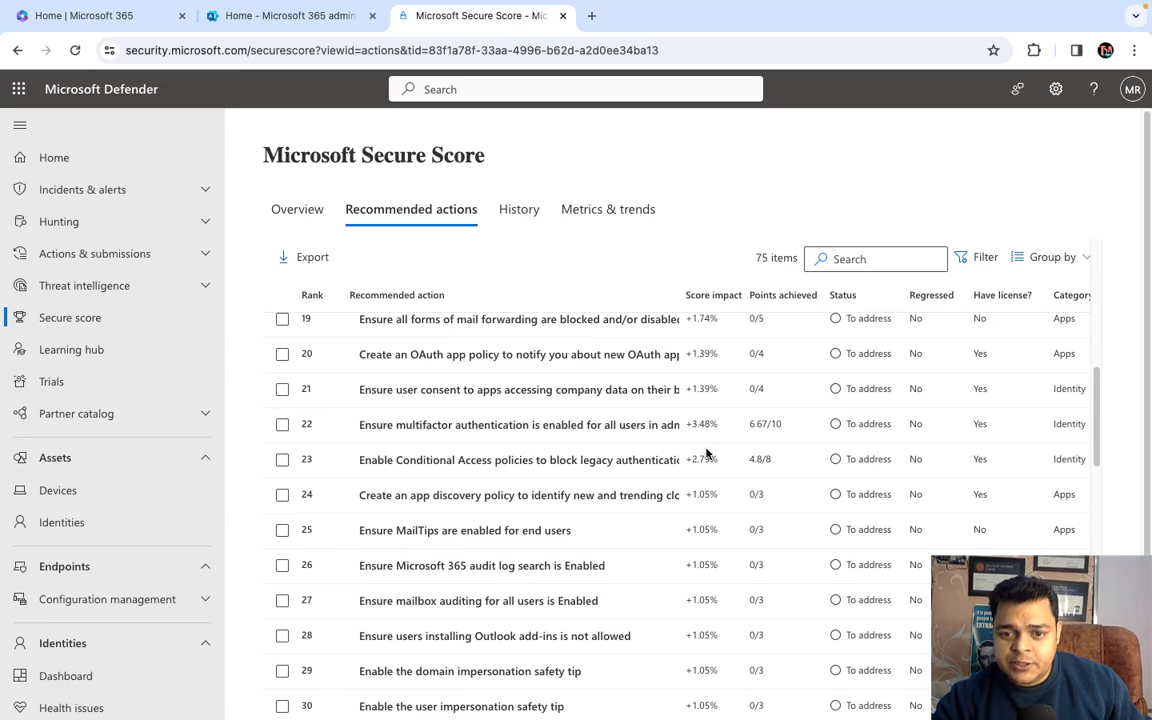 Home | Microsoft 365
Home - Microsoft 365 admin
Microsoft Secure Score - Mic
security.microsoft.com/securescore?viewid=actions&tid=83f1a78f-33aa-4996-b62d-a2d0ee34ba13
Microsoft Defender
Search
MR
Home
Incidents & alerts
Hunting
Actions & submissions
Threat intelligence
Secure score
Learning hub
Trials
Partner catalog
Assets
Devices
Identities
Endpoints
Configuration management
Identities
Dashboard
Health issues
Microsoft Secure Score
Overview Recommended actions History Metrics & trends
Export 75 items Search Filter Group by
Rank Recommended action Score impact Points achieved Status Regressed Have license? Category
19 Ensure all forms of mail forwarding are blocked and/or disabled +1.74% 0/5 To address No No Apps
20 Create an OAuth app policy to notify you about new OAuth app +1.39% 0/4 To address No Yes Apps
21 Ensure user consent to apps accessing company data on their b +1.39% 0/4 To address No Yes Identity
22 Ensure multifactor authentication is enabled for all users in adm +3.48% 6.67/10 To address No Yes Identity
23 Enable Conditional Access policies to block legacy authenticatic +2.79% 4.8/8 To address No Yes Identity
24 Create an app discovery policy to identify new and trending clo +1.05% 0/3 To address No Yes Apps
25 Ensure MailTips are enabled for end users +1.05% 0/3 To address No No Apps
26 Ensure Microsoft 365 audit log search is Enabled +1.05% 0/3 To address No
27 Ensure mailbox auditing for all users is Enabled +1.05% 0/3 To address No
28 Ensure users installing Outlook add-ins is not allowed +1.05% 0/3 To address No
29 Enable the domain impersonation safety tip +1.05% 0/3 To address No
30 Enable the user impersonation safety tip +1.05% 0/3 To address No